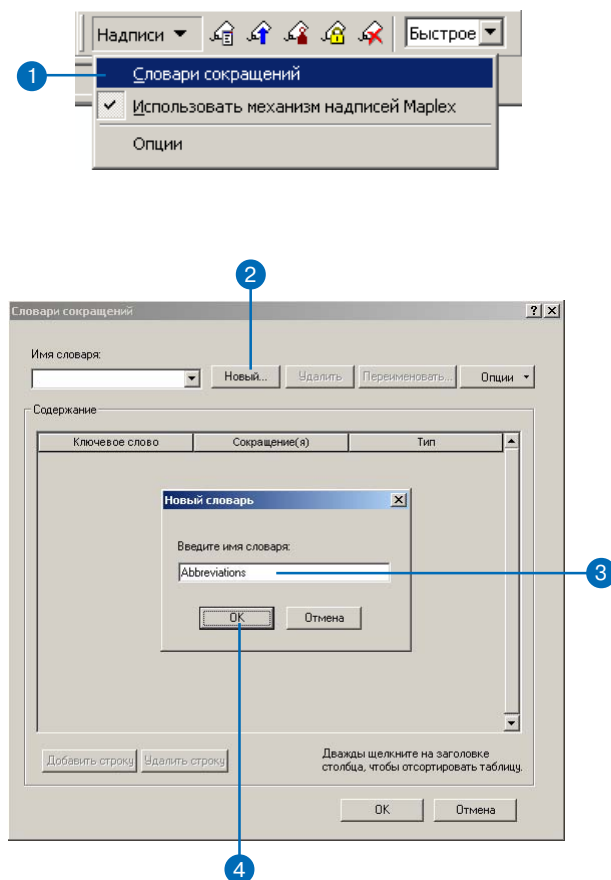 Надписи
Быстрое
1
Словари сокращений
Использовать механизм надписей Maplex
Опции
2
Словари сокращений
Имя словаря:
Новый...
Удалить
Переименовать...
Опции
Содержание
Ключевое слово
Сокращение(я)
Тип
Новый словарь
Введите имя словаря:
Abbreviations
3
OK
Отмена
Добавить строку
Удалить строку
Дважды щелкните на заголовке
столбца, чтобы отсортировать таблицу.
OK
Отмена
4